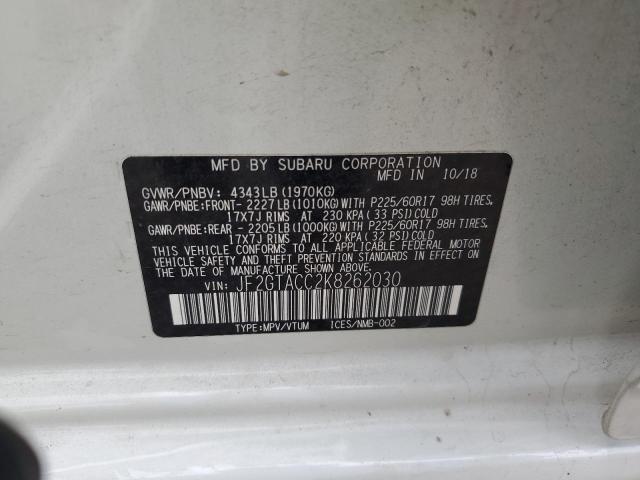 MFD BY SUBARU CORPORATION
MFD IN 10/18
GVWR/PNBV: 4343LB(1970KG)
GAWR/PNBE:FRONT- 2227LB(1010KG)WITH P225/60R17 98H TIRES,
17X7J RIMS AT 230 KPA(33 PSI)COLD
GAWR/PNBE:REAR - 2205LB(1000KG)WITH P225/60R17 98H TIRES,
17X7J RIMS AT 220 KPA(32 PSI)COLD
THIS VEHICLE CONFORMS TO ALL APPLICABLE FEDERAL MOTOR
VEHICLE SAFETY AND THEFT PREVENTION STANDARDS IN EFFECT ON
THE DATE OF MANUFACTURE SHOWN ABOVE.
VIN: JF2GTACC2K8262030
TYPE:MPV/VTUM ICES/NMB-002